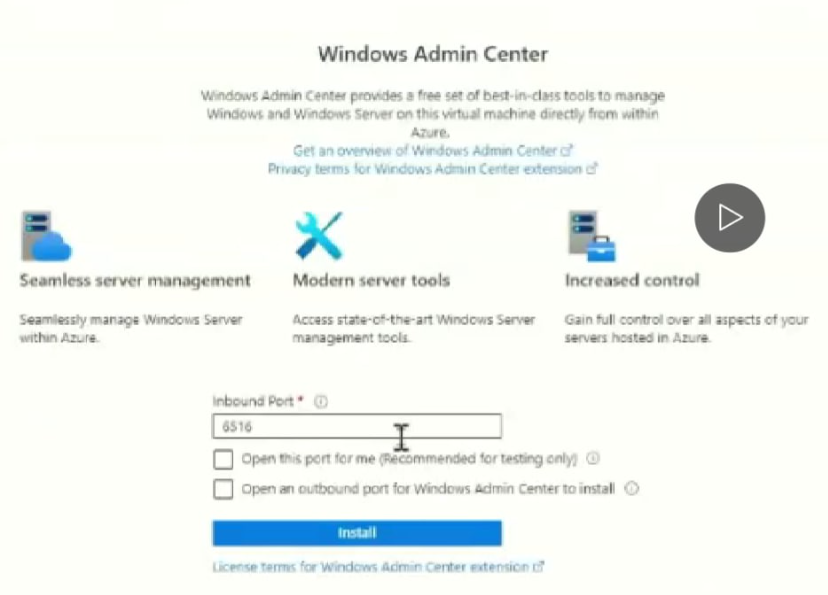 Windows Admin Center
Windows Admin Center provides a free set of best-in-class tools to manage
Windows and Windows Server on this virtual machine directly from within
Azure.
Get an overview of Windows Admin Center
Privacy terms for Windows Admin Center extension
Seamless server management
Seamlessly manage Windows Server
within Azure.
Modern server tools
Access state-of-the-art Windows Server
management tools.
Increased control
Gain full control over all aspects of your
servers hosted in Azure.
Inbound Port *
6516
Open this port for me (Recommended for testing only)
Open an outbound port for Windows Admin Center to install
Install
License terms for Windows Admin Center extension